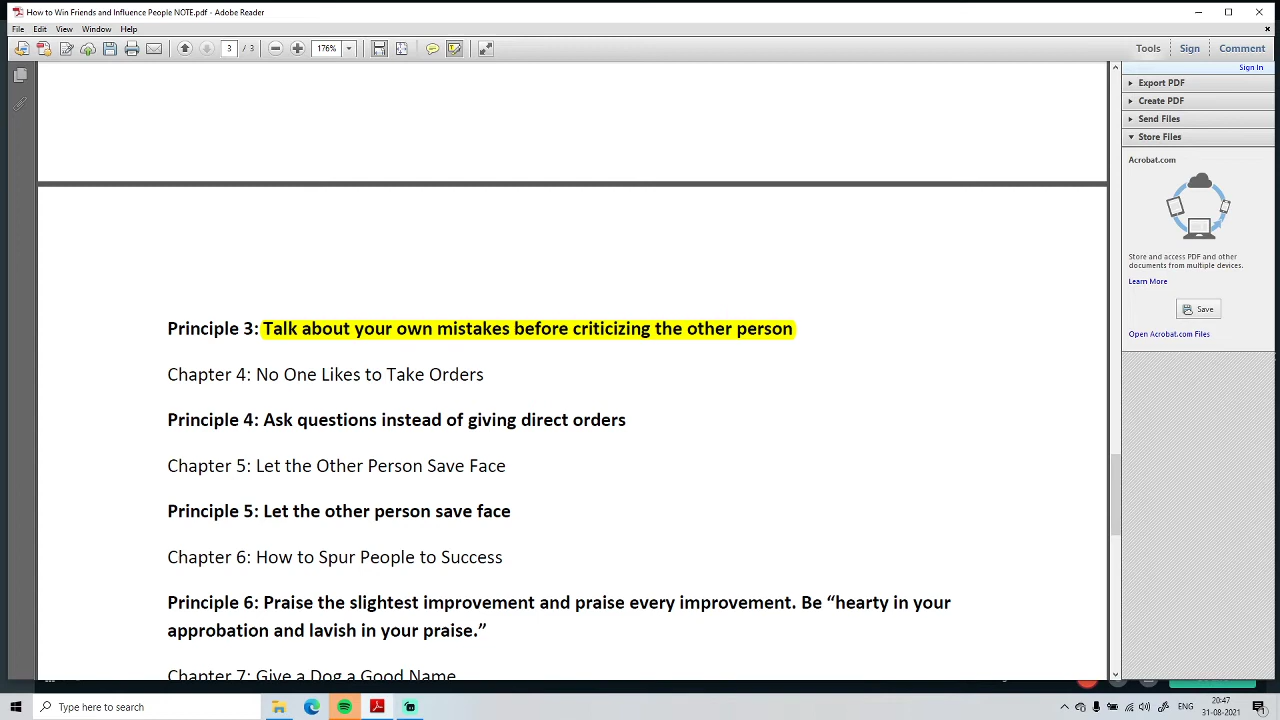 How to Win Friends and Influence People NOTE.pdf - Adobe Reader
File Edit View Window Help
3 / 3 176% Tools Sign Comment
Sign In
Export PDF
Create PDF
Send Files
Store Files
Acrobat.com
Store and access PDF and other
documents from multiple devices.
Learn More
Save
Open Acrobat.com Files
Principle 3: Talk about your own mistakes before criticizing the other person
Chapter 4: No One Likes to Take Orders
Principle 4: Ask questions instead of giving direct orders
Chapter 5: Let the Other Person Save Face
Principle 5: Let the other person save face
Chapter 6: How to Spur People to Success
Principle 6: Praise the slightest improvement and praise every improvement. Be “hearty in your
approbation and lavish in your praise.”
Chapter 7: Give a Dog a Good Name
Type here to search
ENG
20:47
31-08-2021